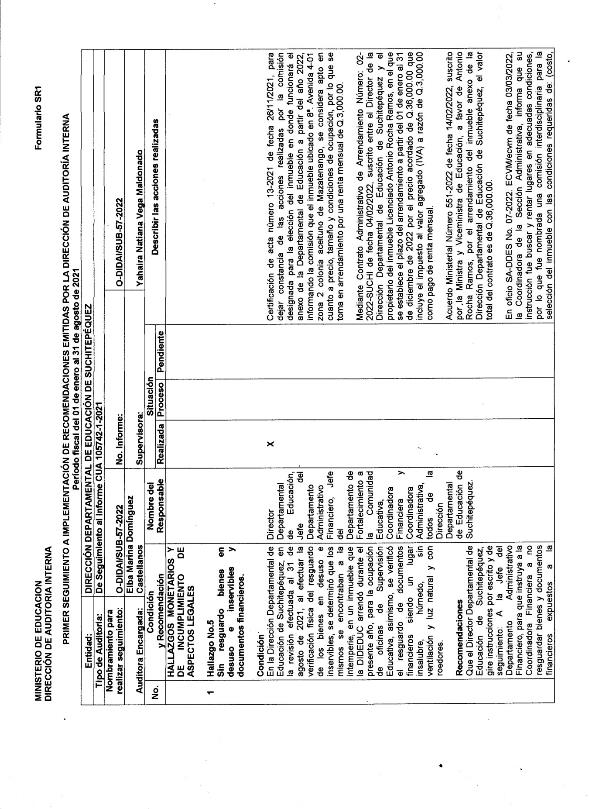 MINISTERIO DE EDUCACION
DIRECCIÓN DE AUDITORÍA INTERNA
Formulario SR1
PRIMER SEGUIMIENTO A IMPLEMENTACIÓN DE RECOMENDACIONES EMITIDAS POR LA DIRECCIÓN DE AUDITORÍA INTERNA
Periodo fiscal del 01 de enero al 31 de agosto de 2021
Entidad: DIRECCIÓN DEPARTAMENTAL DE EDUCACIÓN DE SUCHITEPÉQUEZ
Tipo de Auditoría: De Seguimiento al informe CUA 105742-1-2021
Nombramiento para realizar seguimiento: O-DIDAI/SUB-57-2022 No. Informe: O-DIDAI/SUB-57-2022
Auditora Encargada: Elba Marina Domínguez Castellanos Supervisora: Yahaira Natiana Vega Maldonado
No. Condición y Recomendación Nombre del Responsable Situación Describir las acciones realizadas
Realizada Proceso Pendiente
HALLAZGOS MONETARIOS Y
DE INCUMPLIMIENTO DE
ASPECTOS LEGALES
1 Hallazgo No.5
Sin resguardo bienes en
desuso e inservibles y
documentos financieros.
Condición
En la Dirección Departamental de
Educación de Suchitepéquez, en
la revisión efectuada al 31 de
agosto de 2021, al efectuar la
verificación física del resguardo
de los bienes en desuso e
inservibles, se determinó que los
mismos se encontraban a la
intemperie, en un inmueble que
la DIDEDUC arrendó durante el
presente año, para la ocupación
de oficinas de Supervisión
Educativa, asimismo, se verificó
el resguardo de documentos
financieros siendo un lugar
insalubre, húmedo, sin
ventilación y luz natural y con
roedores.
Recomendaciones
Que el Director Departamental de
Educación de Suchitepéquez,
gire instrucciones por escrito y de
seguimiento a la Jefe del
Departamento Administrativo
Financiero, para que instruya a la
Coordinadora Financiera a no
resguardar bienes y documentos
financieros expuestos a la
Director
Departamental
de Educación,
Jefe del
Departamento
Administrativo
Financiero, Jefe
del
Departamento de
Fortalecimiento a
la Comunidad
Educativa,
Coordinadora
Financiera y
Coordinadora
Administrativa,
todos de la
Dirección
Departamental
de Educación de
Suchitepéquez.
X
Certificación de acta número 13-2021 de fecha 26/11/2021, para
dejar constancia de las acciones realizadas por la comisión
designada para la elección del inmueble en donde funcionará el
anexo de la Departamental de Educación a partir del año 2022,
informando la comisión que el inmueble ubicado en 8ª. Avenida 4-01
zona 2 colonia aceituno de Mazatenango, se considera apto en
cuanto a precio, tamaño y condiciones de ocupación, por lo que se
toma en arrendamiento por una renta mensual de Q 3,000 00.
Mediante Contrato Administrativo de Arrendamiento Número: 02-
2022-SUCHI de fecha 04/02/2022, suscrito entre el Director de la
Dirección Departamental de Educación de Suchitepéquez y el
propietario del inmueble Licenciado Antonio Rocha Ramos, en el que
se establece el plazo del arrendamiento a partir del 01 de enero al 31
de diciembre de 2022 por el precio acordado de Q.36,000.00 que
incluye el impuesto al valor agregado (IVA) a razón de Q 3,000.00
como pago de renta mensual.
Acuerdo Ministerial Número 551-2022 de fecha 14/02/2022, suscrito
por la Ministra y Viceministra de Educación, a favor de Antonio
Rocha Ramos, por el arrendamiento del inmueble anexo de la
Dirección Departamental de Educación de Suchitepéquez, el valor
total del contrato es de Q.36,000.00.
En oficio SA-DDES No. 07-2022. ECVM/ecvm de fecha 03/03/2022,
la Coordinadora de la Sección Administrativa, informa que su
instrucción fue buscar y rentar lugares en adecuadas condiciones,
por lo que fue nombrada una comisión interdisciplinaria para la
selección del inmueble con las condiciones requeridas de (costo,